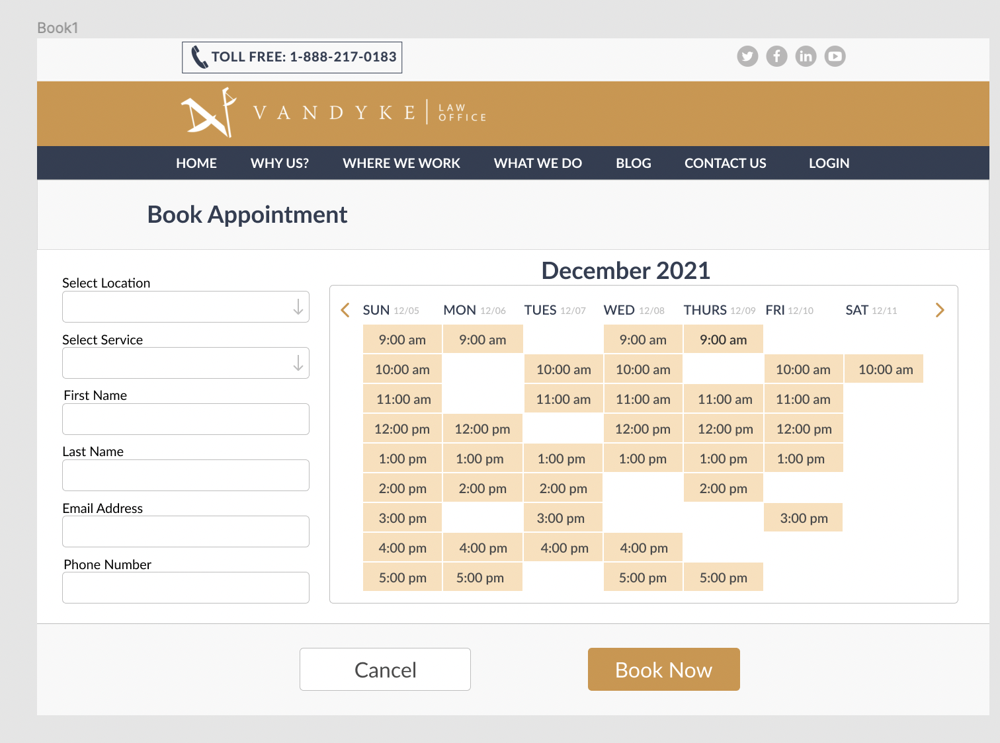 Book1
TOLL FREE: 1-888-217-0183
VANDYKE LAW OFFICE
HOME WHY US? WHERE WE WORK WHAT WE DO BLOG CONTACT US LOGIN
Book Appointment
Select Location
Select Service
First Name
Last Name
Email Address
Phone Number
December 2021
SUN 12/05 MON 12/06 TUES 12/07 WED 12/08 THURS 12/09 FRI 12/10 SAT 12/11
9:00 am 9:00 am 9:00 am 9:00 am
10:00 am 10:00 am 10:00 am 10:00 am 10:00 am
11:00 am 11:00 am 11:00 am 11:00 am 11:00 am
12:00 pm 12:00 pm 12:00 pm 12:00 pm 12:00 pm
1:00 pm 1:00 pm 1:00 pm 1:00 pm 1:00 pm 1:00 pm
2:00 pm 2:00 pm 2:00 pm 2:00 pm
3:00 pm 3:00 pm 3:00 pm
4:00 pm 4:00 pm 4:00 pm 4:00 pm
5:00 pm 5:00 pm 5:00 pm 5:00 pm
Cancel Book Now